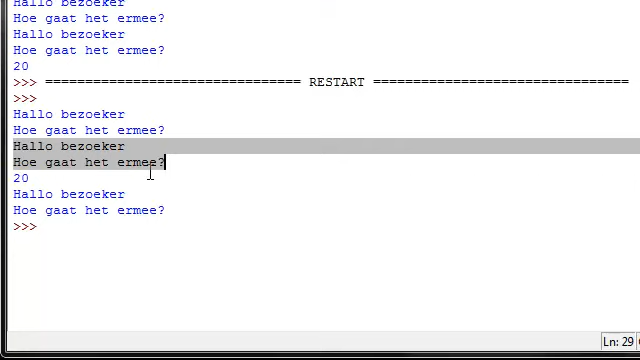 Hallo bezoeker
Hoe gaat het ermee?
Hallo bezoeker
Hoe gaat het ermee?
20
>>> ================================ RESTART ================================
>>>
Hallo bezoeker
Hoe gaat het ermee?
Hallo bezoeker
Hoe gaat het ermee?
20
Hallo bezoeker
Hoe gaat het ermee?
>>>
Ln: 29